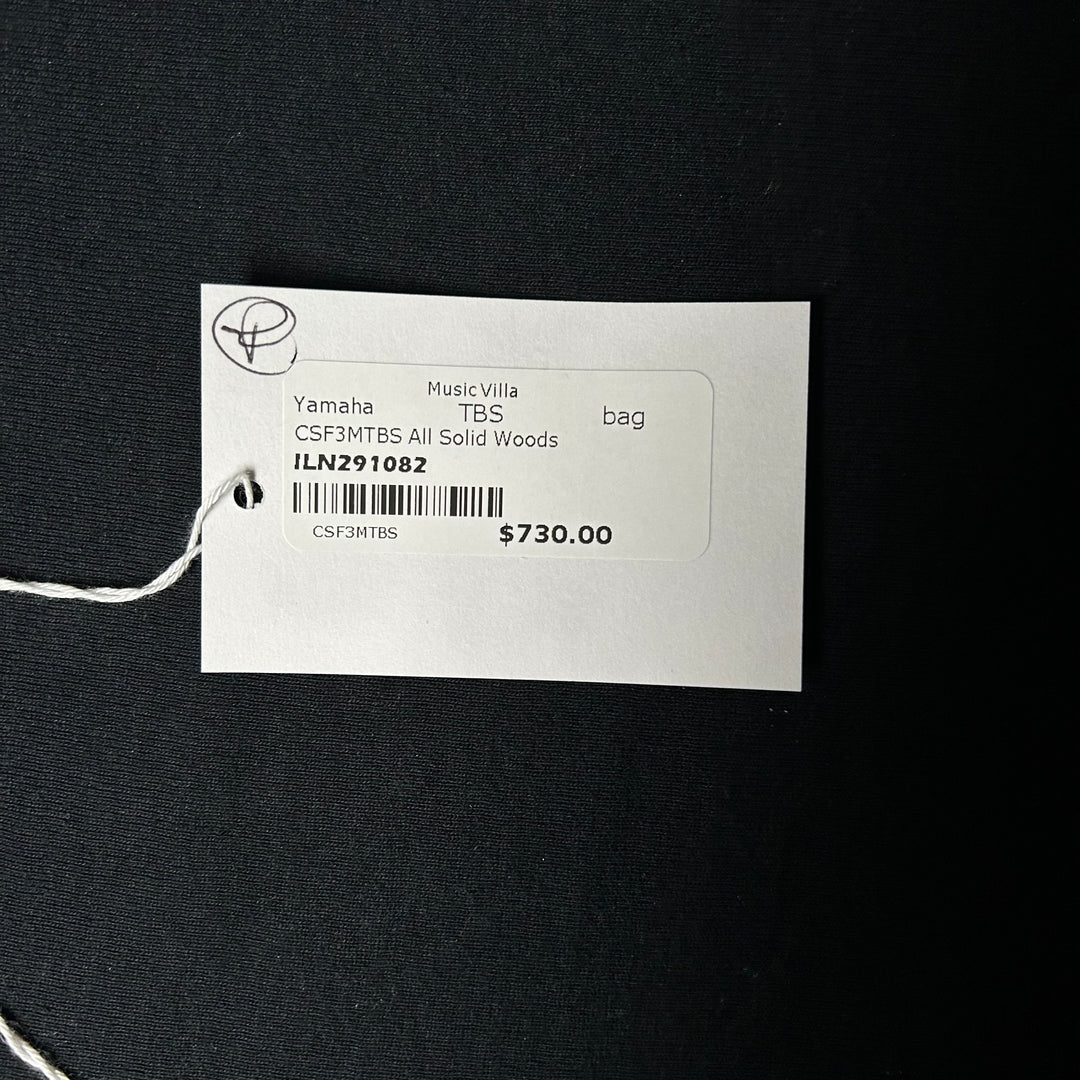 Music Villa
Yamaha TBS bag
CSF3MTBS All Solid Woods
ILN291082
CSF3MTBS $730.00